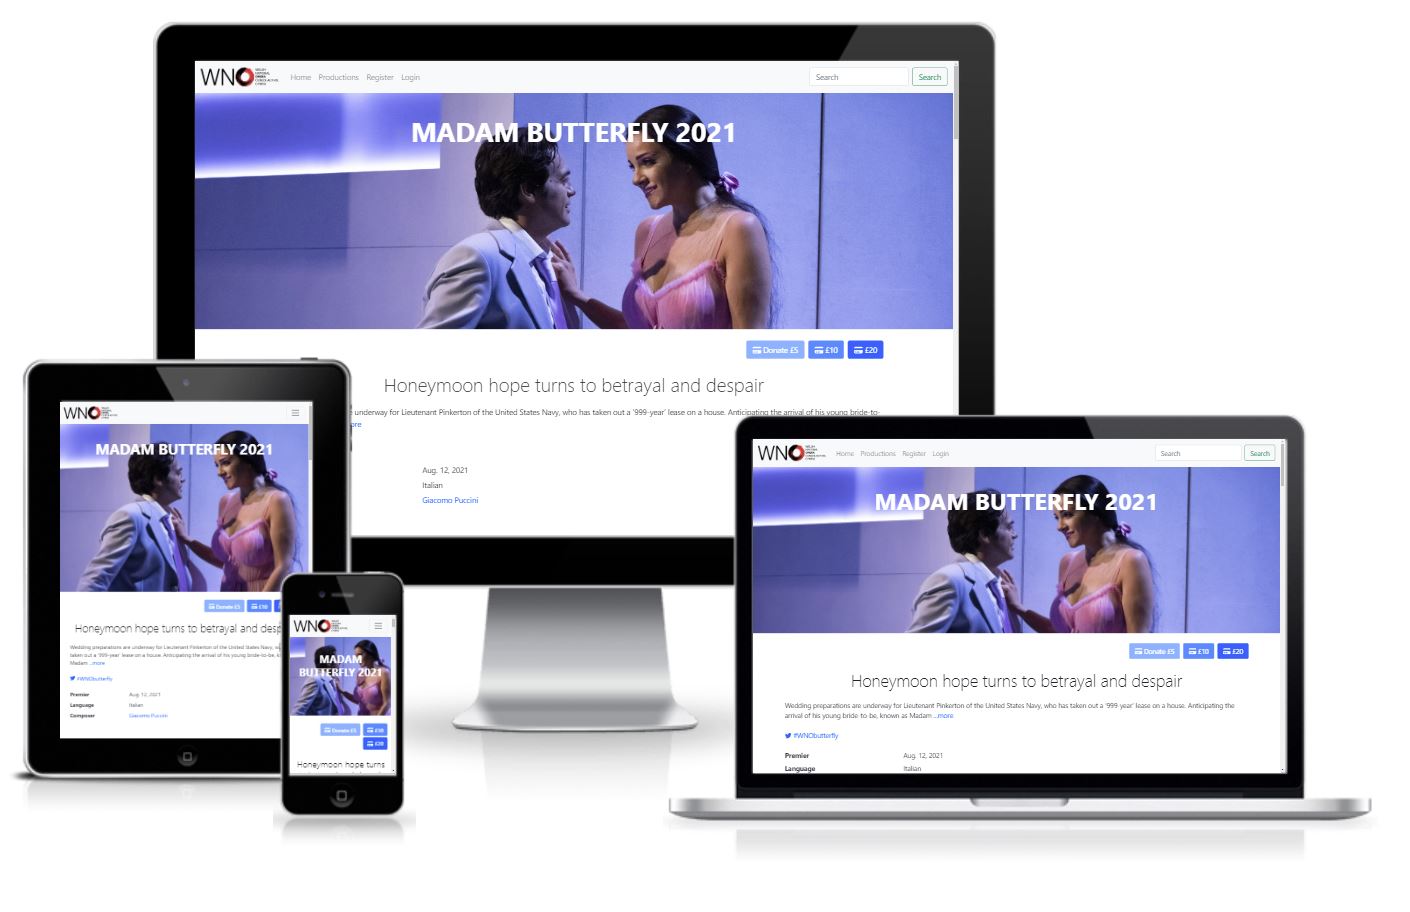 WNO
WELSH
NATIONAL
OPERA
Home Productions Register Login
Search
Search
MADAM BUTTERFLY 2021
Donate £5
£10
£20
Honeymoon hope turns to betrayal and despair
underway for Lieutenant Pinkerton of the United States Navy, who has taken out a '999-year' lease on a house. Anticipating the arrival of his young bride-to-
ore
Aug. 12, 2021
Italian
Giacomo Puccini
WNO
MADAM BUTTERFLY 2021
Donate £5
£10
Honeymoon hope turns to betrayal and desp
Wedding preparations are underway for Lieutenant Pinkerton of the United States Navy,
taken out a '999-year' lease on a house. Anticipating the arrival of his young bride-to-be,
Madam ...more
#WNObutterfly
Premier Aug. 12, 2021
Language Italian
Composer Giacomo Puccini
WNO
MADAM
BUTTERFLY 2021
Donate £5
£10
£20
Honeymoon hope turns
WNO
Home Productions Register Login
Search
Search
MADAM BUTTERFLY 2021
Donate £5
£10
£20
Honeymoon hope turns to betrayal and despair
Wedding preparations are underway for Lieutenant Pinkerton of the United States Navy, who has taken out a '999-year' lease on a house. Anticipating the
arrival of his young bride-to-be, known as Madam ...more
#WNObutterfly
Premier Aug. 12, 2021
Language Italian